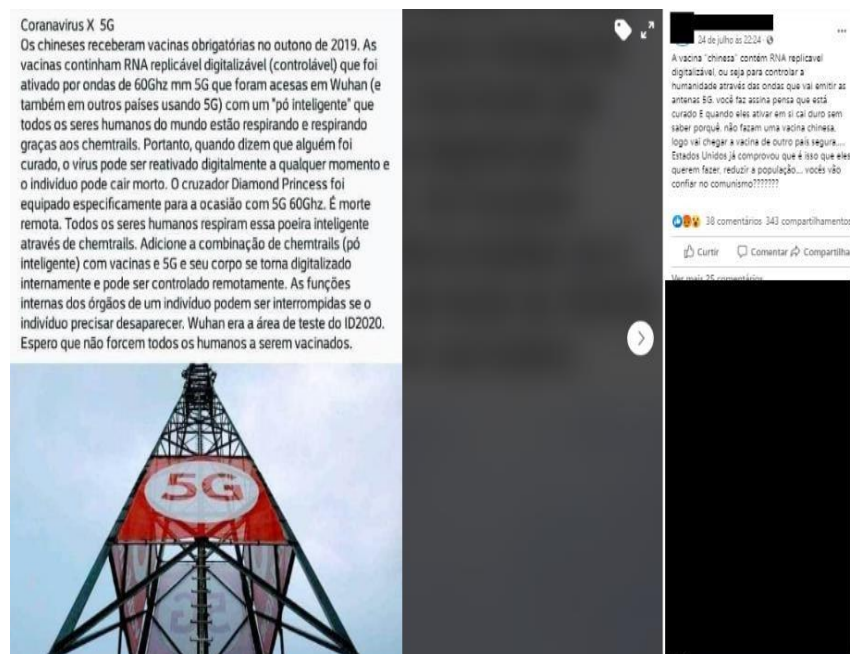 Coranavirus X 5G
Os chineses receberam vacinas obrigatórias no outono de 2019. As
vacinas continham RNA replicável digitalizável (controlável) que foi
ativado por ondas de 60Ghz mm 5G que foram acesas em Wuhan (e
também em outros países usando 5G) com um "pó inteligente" que
todos os seres humanos do mundo estão respirando e respirando
graças aos chemtrails. Portanto, quando dizem que alguém foi
curado, o vírus pode ser reativado digitalmente a qualquer momento e
o indivíduo pode cair morto. O cruzador Diamond Princess foi
equipado especificamente para a ocasião com 5G 60Ghz. É morte
remota. Todos os seres humanos respiram essa poeira inteligente
através de chemtrails. Adicione a combinação de chemtrails (pó
inteligente) com vacinas e 5G e seu corpo se torna digitalizado
internamente e pode ser controlado remotamente. As funções
internas dos órgãos de um indivíduo podem ser interrompidas se o
indivíduo precisar desaparecer. Wuhan era a área de teste do ID2020.
Espero que não forcem todos os humanos a serem vacinados.
5G
5G
24 de julho às 22:24
A vacina "chinesa" contém RNA replicavel
digitalizável, ou seja para controlar a
humanidade através das ondas que vai emitir as
antenas 5G. você faz assina pensa que está
curado E quando eles ativar em si cai duro sem
saber porquê. não fazam uma vacina chinesa.
logo vai chegar a vacina de outro país segura....
Estados Unidos já comprovou que é isso que eles
querem fazer, reduzir a população... vocês vão
confiar no comunismo???????
38 comentários 343 compartilhamentos
Curtir Comentar Compartilha
Ver mais 25 comentários